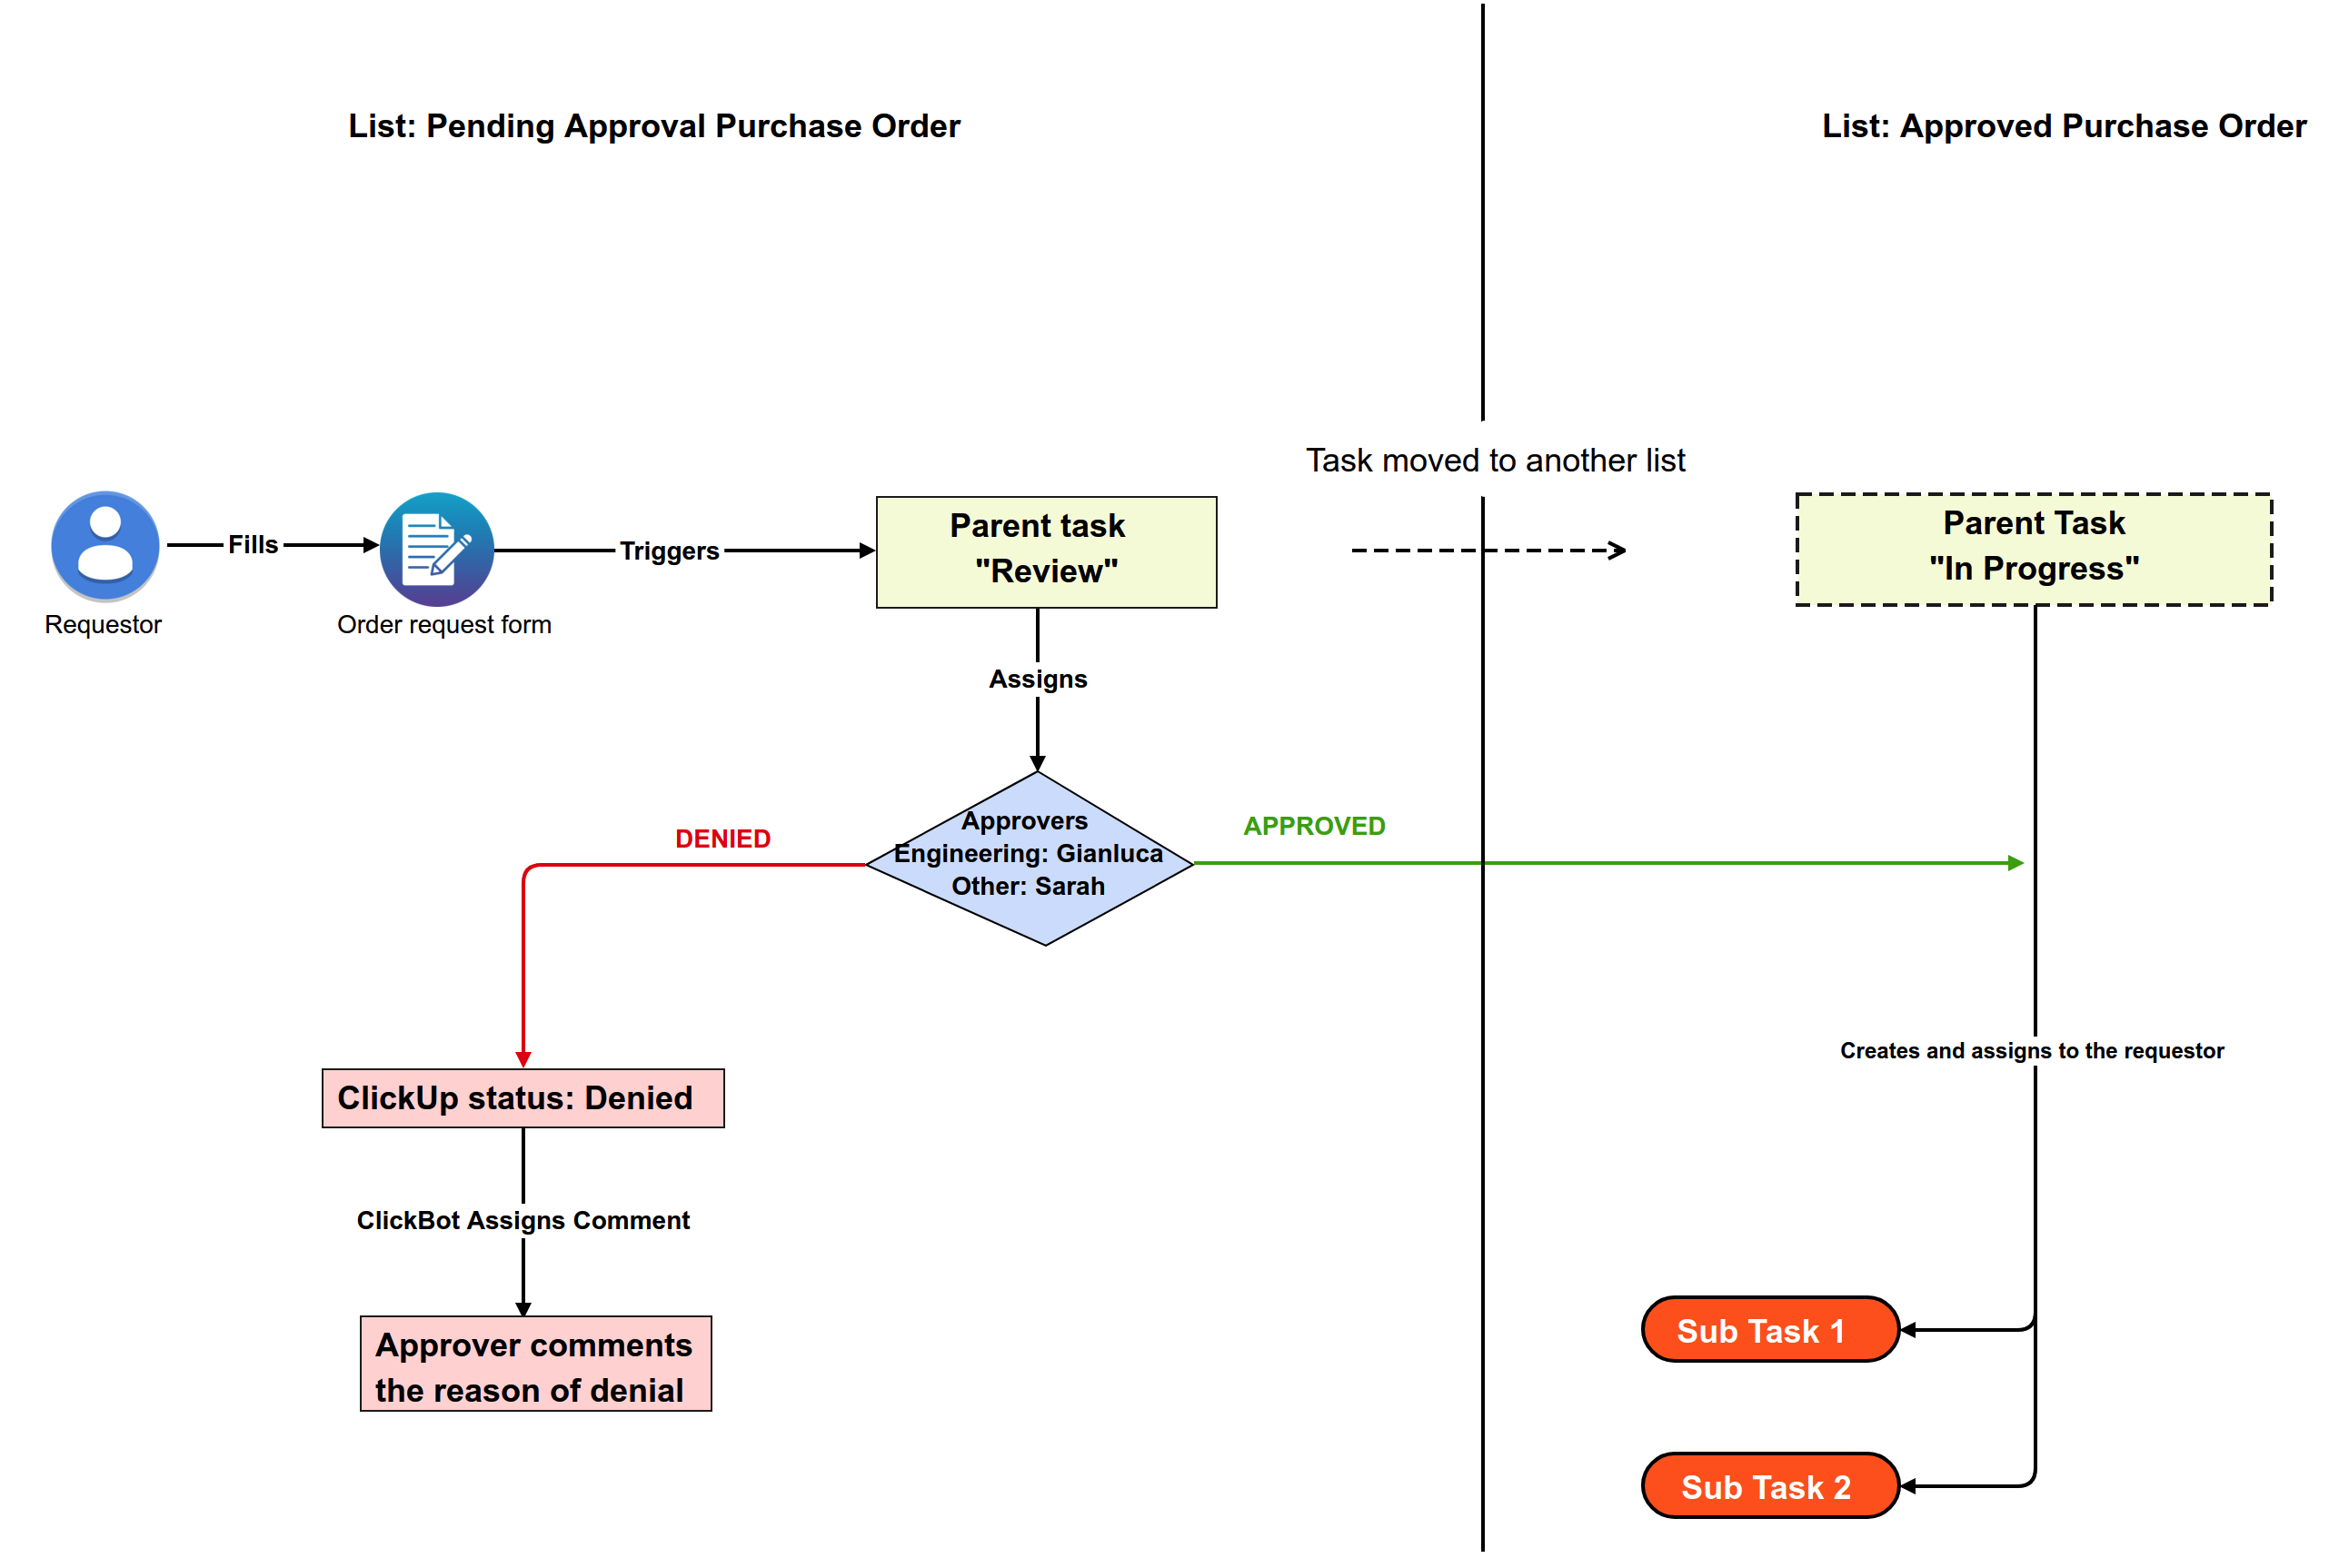 List: Pending Approval Purchase Order
List: Approved Purchase Order
Task moved to another list
Fills
Triggers
Requestor
Order request form
Parent task
"Review"
Parent Task
"In Progress"
Assigns
Approvers
Engineering: Gianluca
Other: Sarah
DENIED
APPROVED
ClickUp status: Denied
Creates and assigns to the requestor
ClickBot Assigns Comment
Approver comments
the reason of denial
Sub Task 1
Sub Task 2